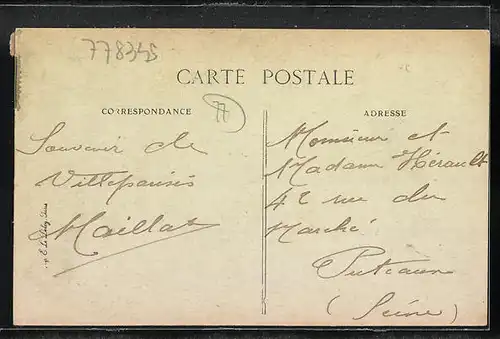 778345
CARTE POSTALE
CORRESPONDANCE
77
ADRESSE
Souvenir de
Villeparisis
Maillat
Monsieur et
Madame Hérault
42 rue du
Marché
Puteaux
(Seine)